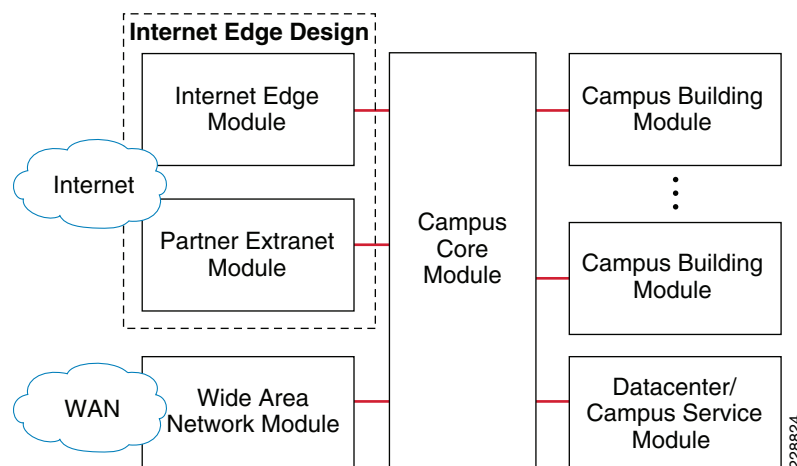 Internet Edge Design
Internet Edge
Module
Internet
Partner Extranet
Module
WAN
Wide Area
Network Module
Campus
Core
Module
Campus Building
Module
Campus Building
Module
Datacenter/
Campus Service
Module
228824